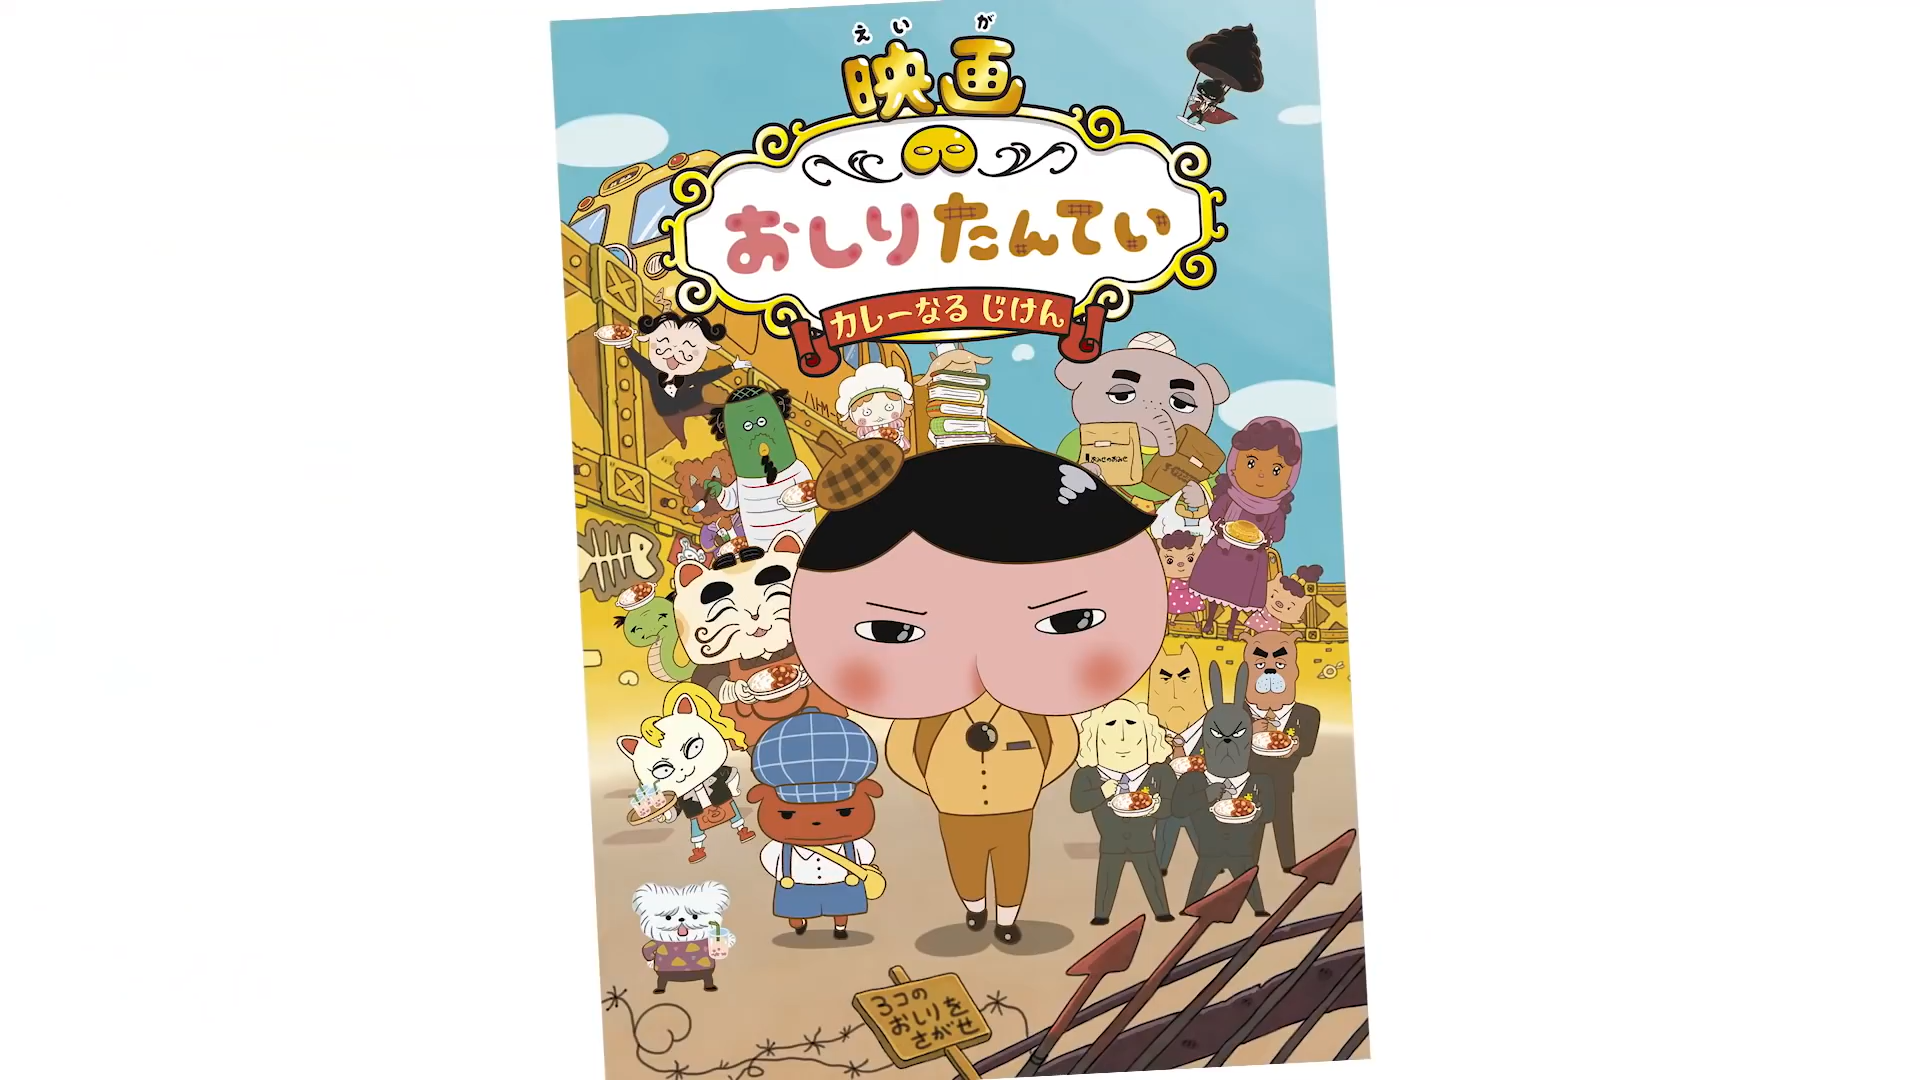 えいが
映画
おしりたんてい
カレーなる じけん
3コの
おしりを
さがせ